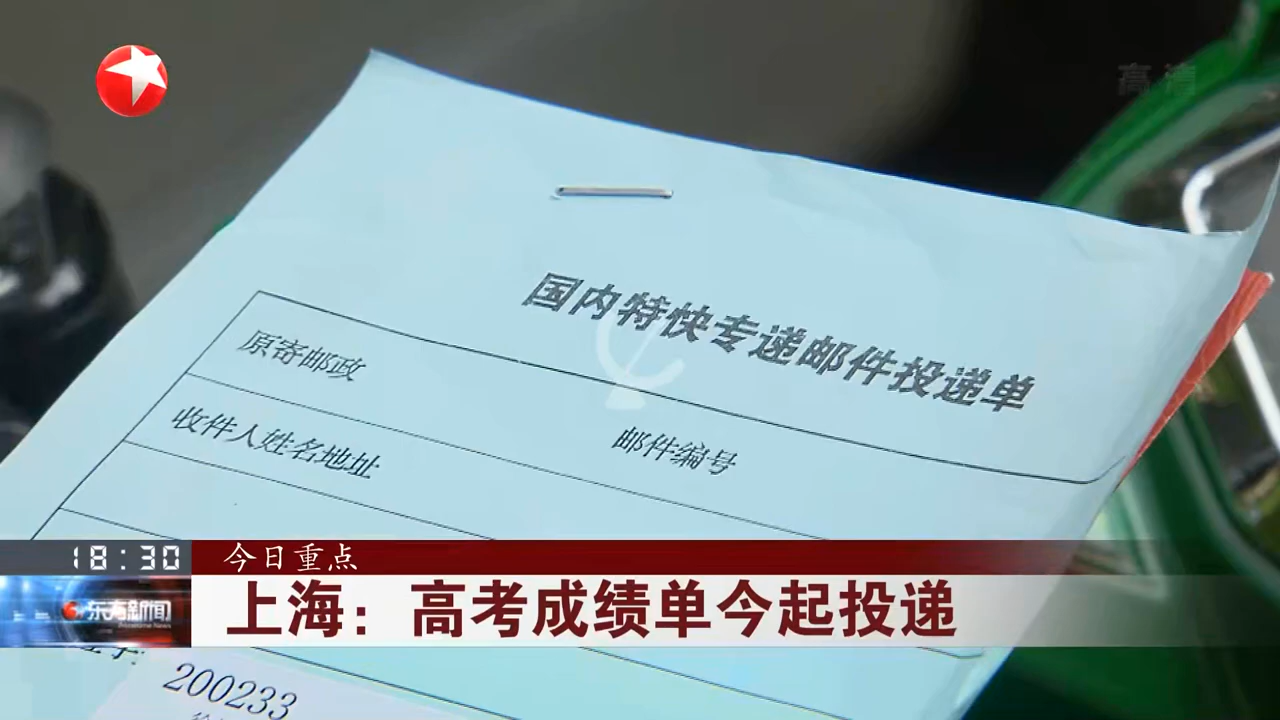 高清
国内特快专递邮件投递单
原寄邮政
邮件编号
收件人姓名地址
18:30
今日重点
东方新闻
上海：高考成绩单今起投递
200233